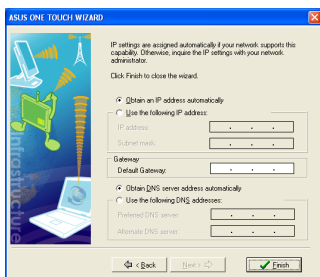 ASUS ONE TOUCH WIZARD
IP settings are assigned automatically if your network supports this
capability. Otherwise, inquire the IP settings with your network
administrator.
Click Finish to close the wizard.
Obtain an IP address automatically
Use the following IP address:
IP address:
Subnet mask:
Gateway
Default Gateway:
Obtain DNS server address automatically
Use the following DNS addresses:
Preferred DNS server:
Alternate DNS server:
< Back
Next >
Finish
Infrastructure